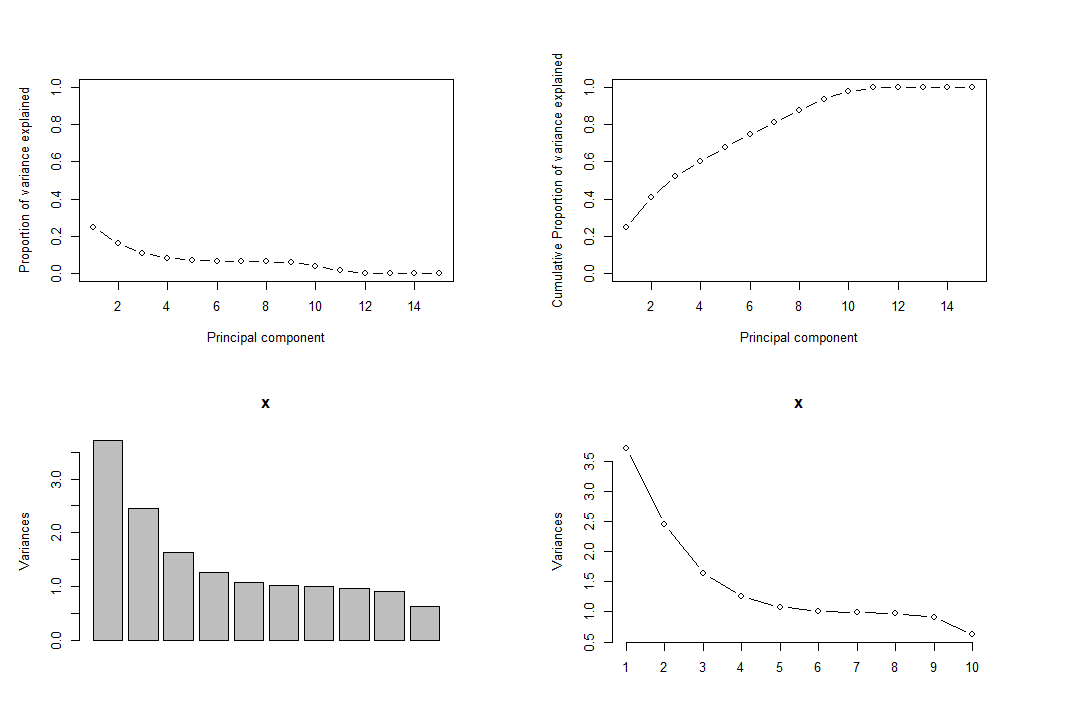 Proportion of variance explained
0.0 0.2 0.4 0.6 0.8 1.0
2 4 6 8 10 12 14
Principal component
Cumulative Proportion of variance explained
0.0 0.2 0.4 0.6 0.8 1.0
2 4 6 8 10 12 14
Principal component
x
Variances
0.0 1.0 2.0 3.0
x
Variances
0.5 1.0 1.5 2.0 2.5 3.0 3.5
1 2 3 4 5 6 7 8 9 10